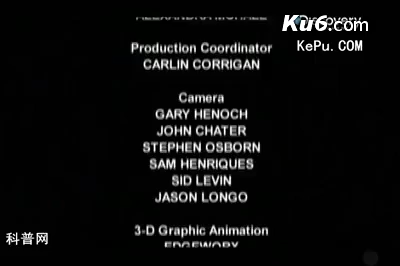 Ku6.com
KePu.COM
Production Coordinator
CARLIN CORRIGAN
Camera
GARY HENOCH
JOHN CHATER
STEPHEN OSBORN
SAM HENRIQUES
SID LEVIN
JASON LONGO
科普网
3-D Graphic Animation